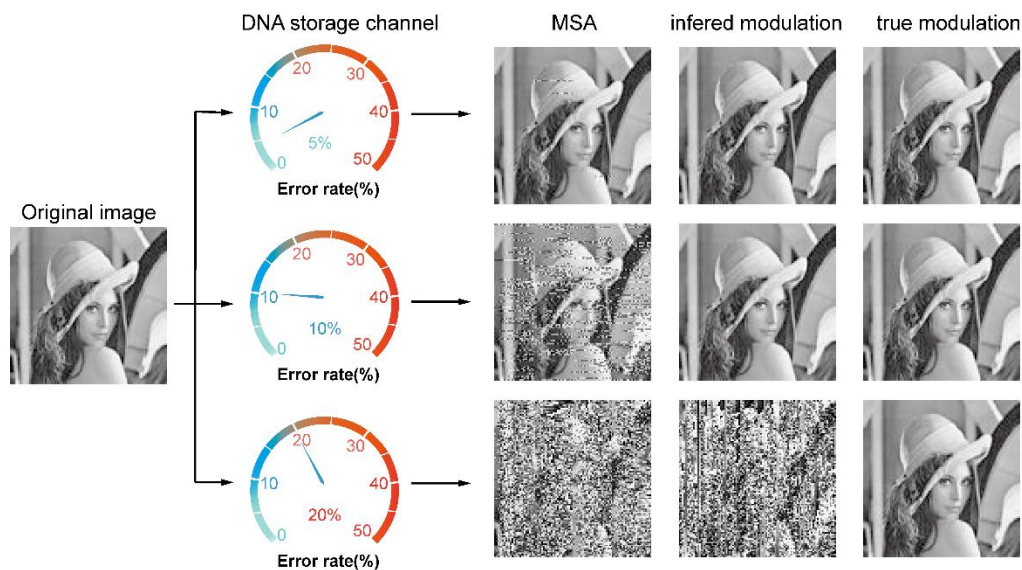 DNA storage channel
MSA
infered modulation
true modulation
0
10
20
30
40
50
5%
Error rate(%)
Original image
0
10
20
30
40
50
10%
Error rate(%)
0
10
20
30
40
50
20%
Error rate(%)